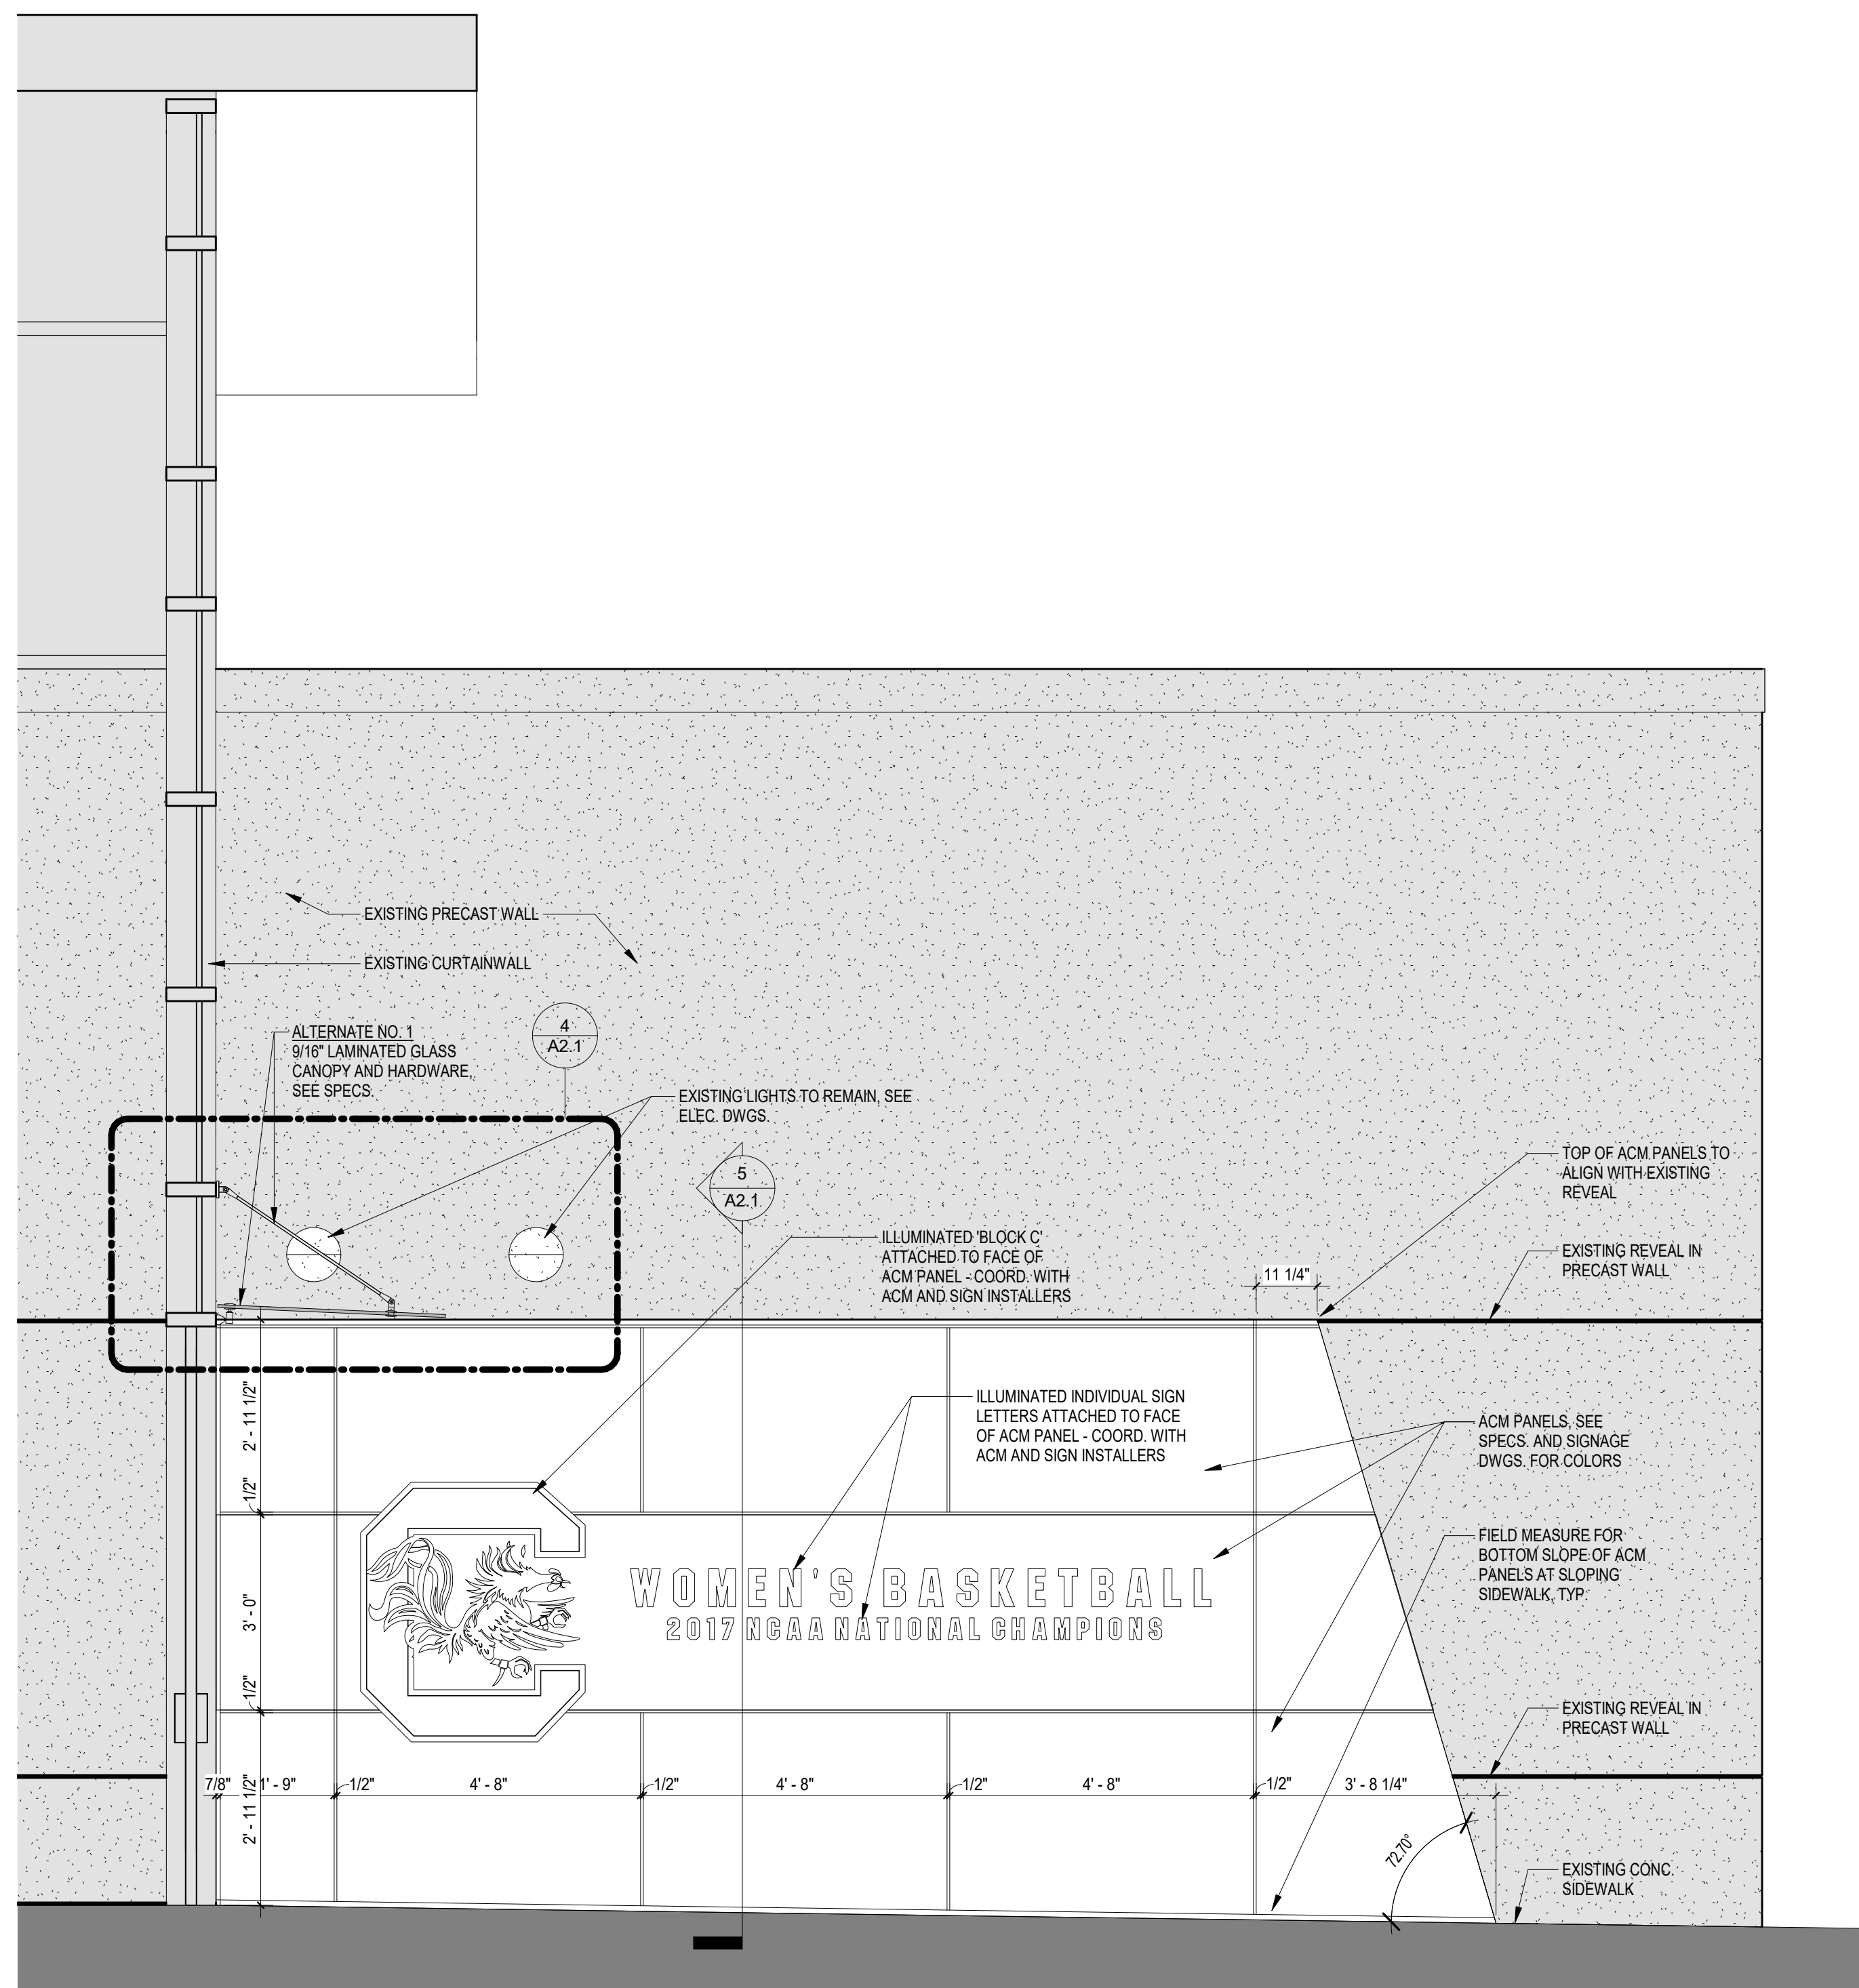 EXISTING PRECAST WALL
EXISTING CURTAINWALL
ALTERNATE NO. 1
9/16" LAMINATED GLASS
CANOPY AND HARDWARE,
SEE SPECS.
4
A2.1
EXISTING LIGHTS TO REMAIN, SEE
ELEC. DWGS.
5
A2.1
TOP OF ACM PANELS TO
ALIGN WITH EXISTING
REVEAL
ILLUMINATED 'BLOCK C'
ATTACHED TO FACE OF
ACM PANEL - COORD. WITH
ACM AND SIGN INSTALLERS
11 1/4"
EXISTING REVEAL IN
PRECAST WALL
ILLUMINATED INDIVIDUAL SIGN
LETTERS ATTACHED TO FACE
OF ACM PANEL - COORD. WITH
ACM AND SIGN INSTALLERS
ACM PANELS, SEE
SPECS. AND SIGNAGE
DWGS. FOR COLORS
2' - 11 1/2"
1/2"
3' - 0"
1/2"
2' - 11 1/2"
WOMEN'S BASKETBALL
2017 NCAA NATIONAL CHAMPIONS
FIELD MEASURE FOR
BOTTOM SLOPE OF ACM
PANELS AT SLOPING
SIDEWALK, TYP.
EXISTING REVEAL IN
PRECAST WALL
7/8"
1' - 9"
1/2"
4' - 8"
1/2"
4' - 8"
1/2"
4' - 8"
1/2"
3' - 8 1/4"
72.70°
EXISTING CONC.
SIDEWALK